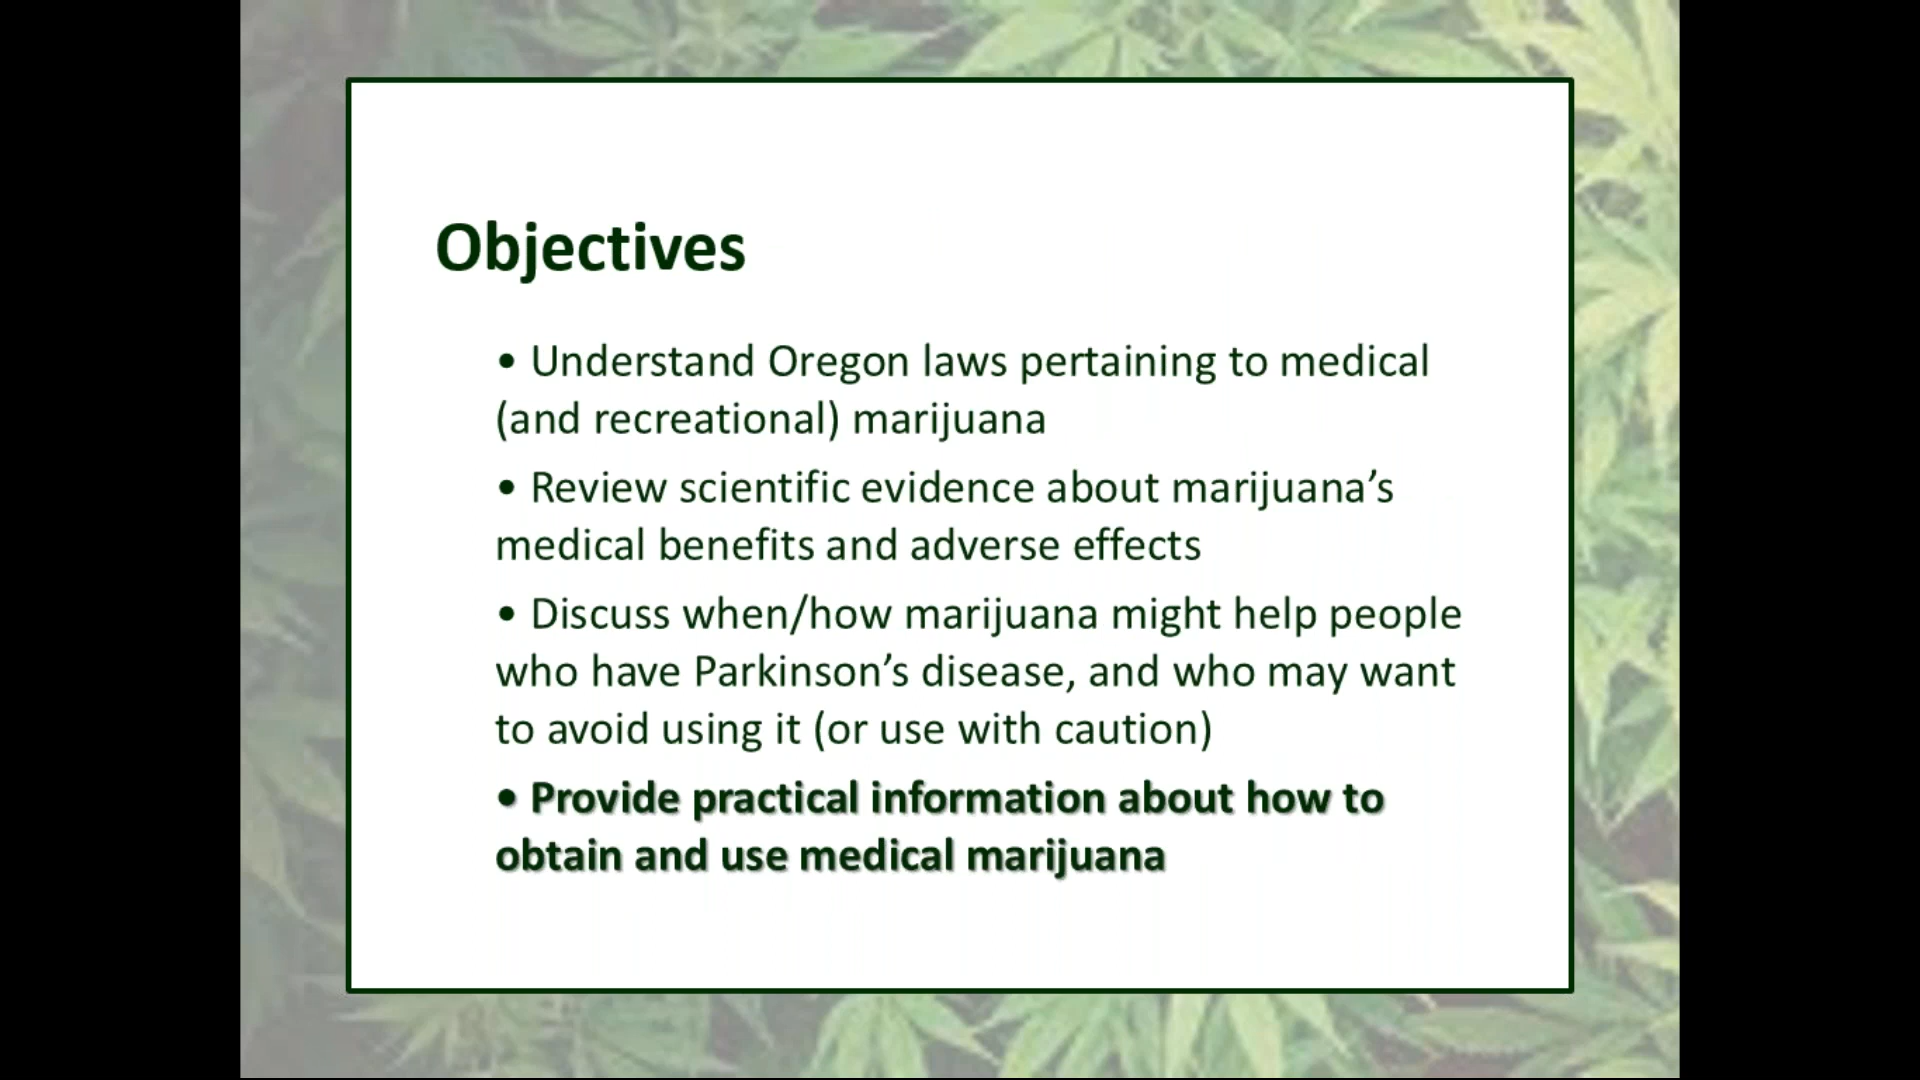 Objectives
• Understand Oregon laws pertaining to medical
(and recreational) marijuana
• Review scientific evidence about marijuana’s
medical benefits and adverse effects
• Discuss when/how marijuana might help people
who have Parkinson’s disease, and who may want
to avoid using it (or use with caution)
• Provide practical information about how to
obtain and use medical marijuana